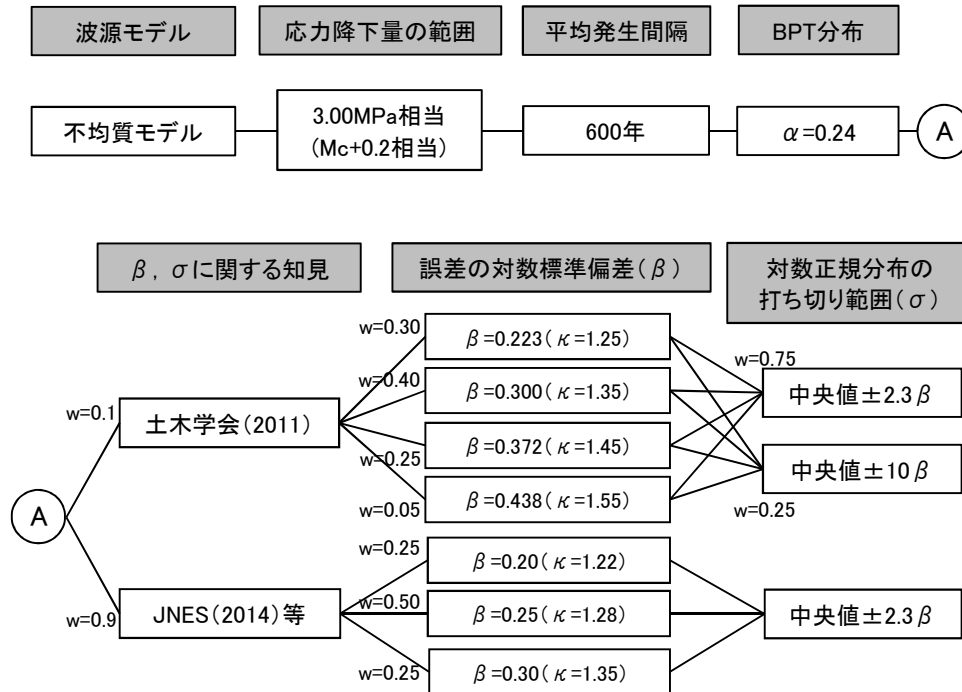 波源モデル
応力降下量の範囲
平均発生間隔
BPT分布
不均質モデル
3.00MPa相当
(Mc+0.2相当)
600年
α=0.24
A
β，σに関する知見
誤差の対数標準偏差(β)
対数正規分布の
打ち切り範囲(σ)
w=0.30
β=0.223(κ=1.25)
w=0.75
w=0.40
β=0.300(κ=1.35)
中央値±2.3β
w=0.1
土木学会(2011)
β=0.372(κ=1.45)
w=0.25
中央値±10β
β=0.438(κ=1.55)
w=0.05
w=0.25
A
w=0.25
β=0.20(κ=1.22)
w=0.9
JNES(2014)等
w=0.50
β=0.25(κ=1.28)
中央値±2.3β
w=0.25
β=0.30(κ=1.35)